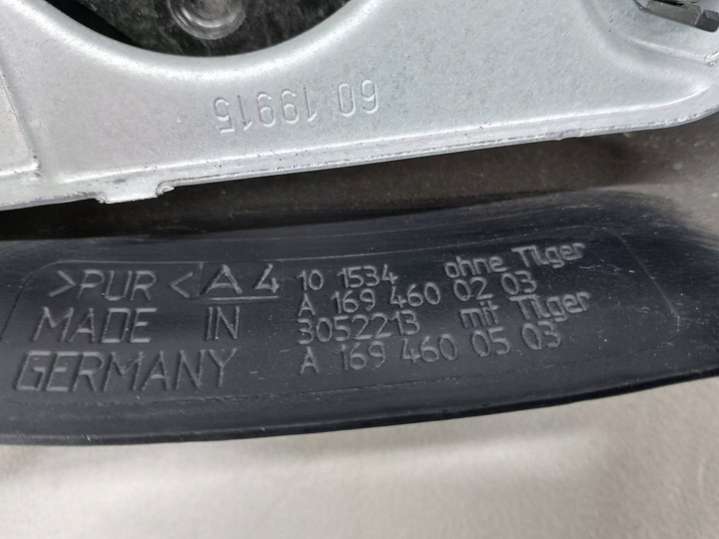 60 19915
>PUR< A4 10 1534 ohne Tilger
A 169 460 02 03
MADE IN 3052213 mit Tilger
GERMANY A 169 460 05 03